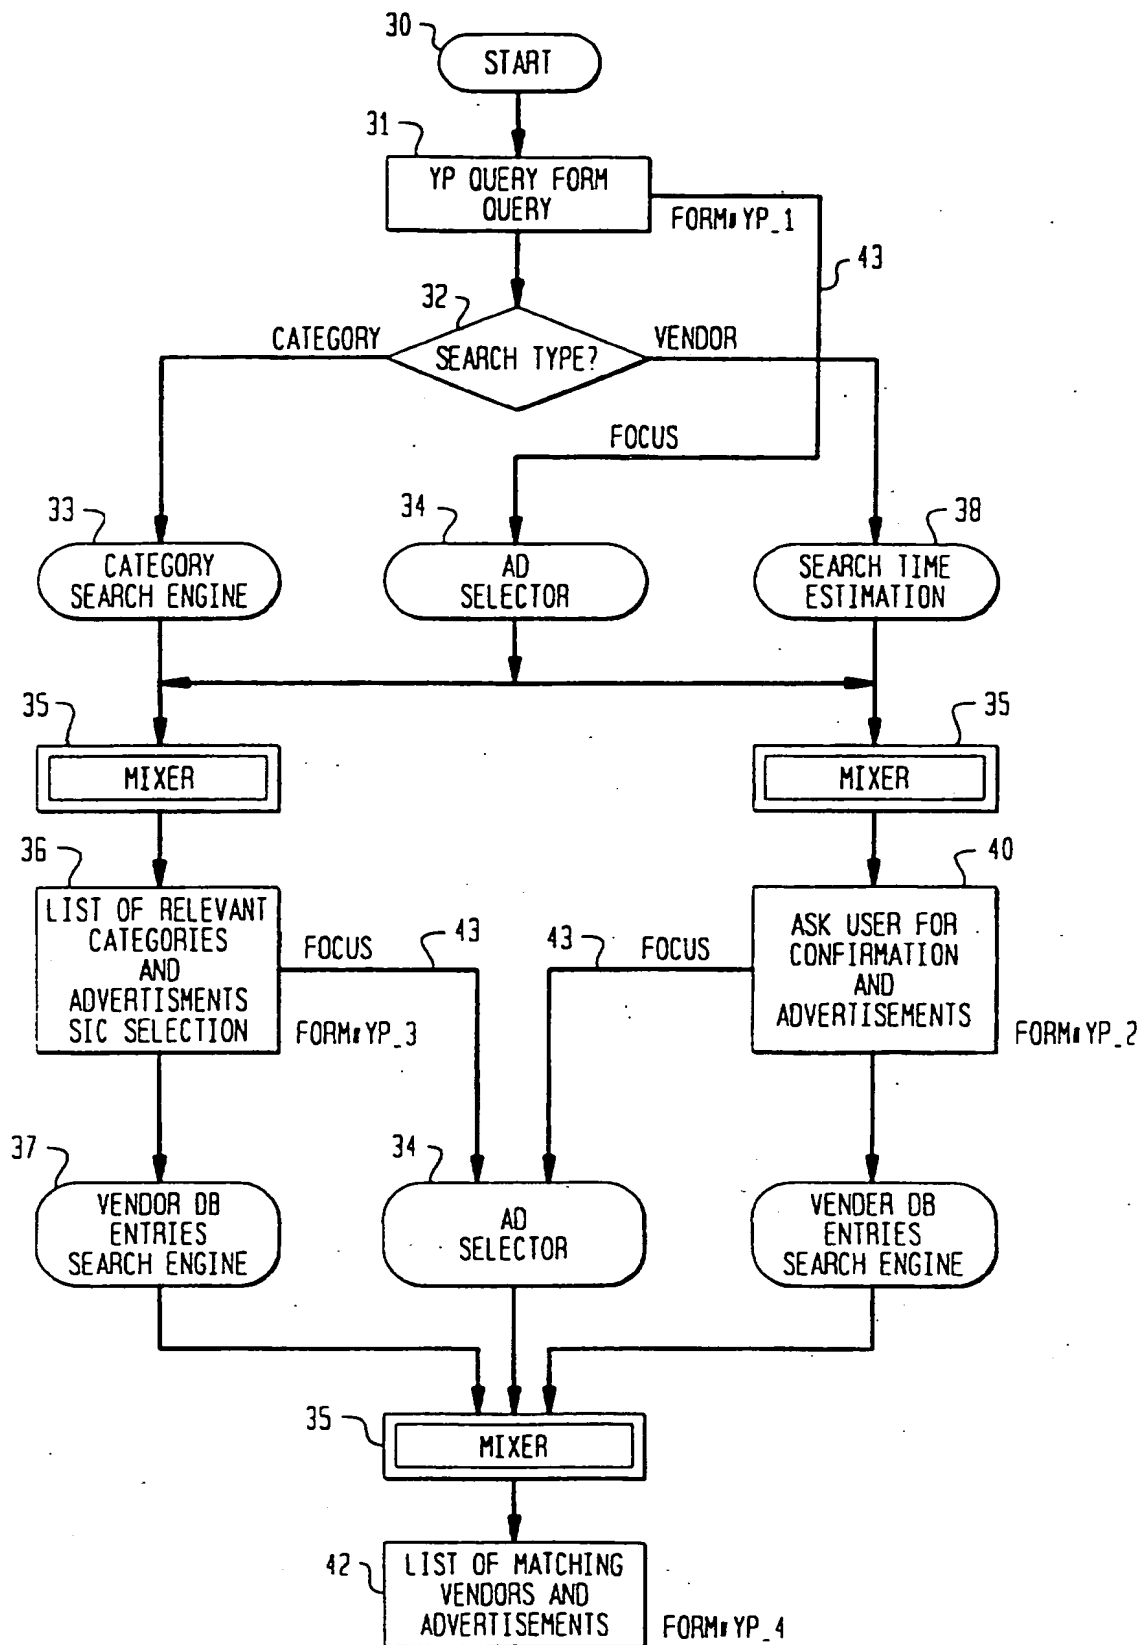 30
START
31
YP QUERY FORM
QUERY
FORM#YP_1
43
32
CATEGORY
SEARCH TYPE?
VENDOR
FOCUS
33
CATEGORY
SEARCH ENGINE
34
AD
SELECTOR
38
SEARCH TIME
ESTIMATION
35
MIXER
35
MIXER
36
LIST OF RELEVANT
CATEGORIES
AND
ADVERTISMENTS
SIC SELECTION
FORM#YP_3
FOCUS
43
43
FOCUS
40
ASK USER FOR
CONFIRMATION
AND
ADVERTISEMENTS
FORM#YP_2
37
VENDOR DB
ENTRIES
SEARCH ENGINE
34
AD
SELECTOR
VENDER DB
ENTRIES
SEARCH ENGINE
35
MIXER
42
LIST OF MATCHING
VENDORS AND
ADVERTISEMENTS
FORM#YP_4